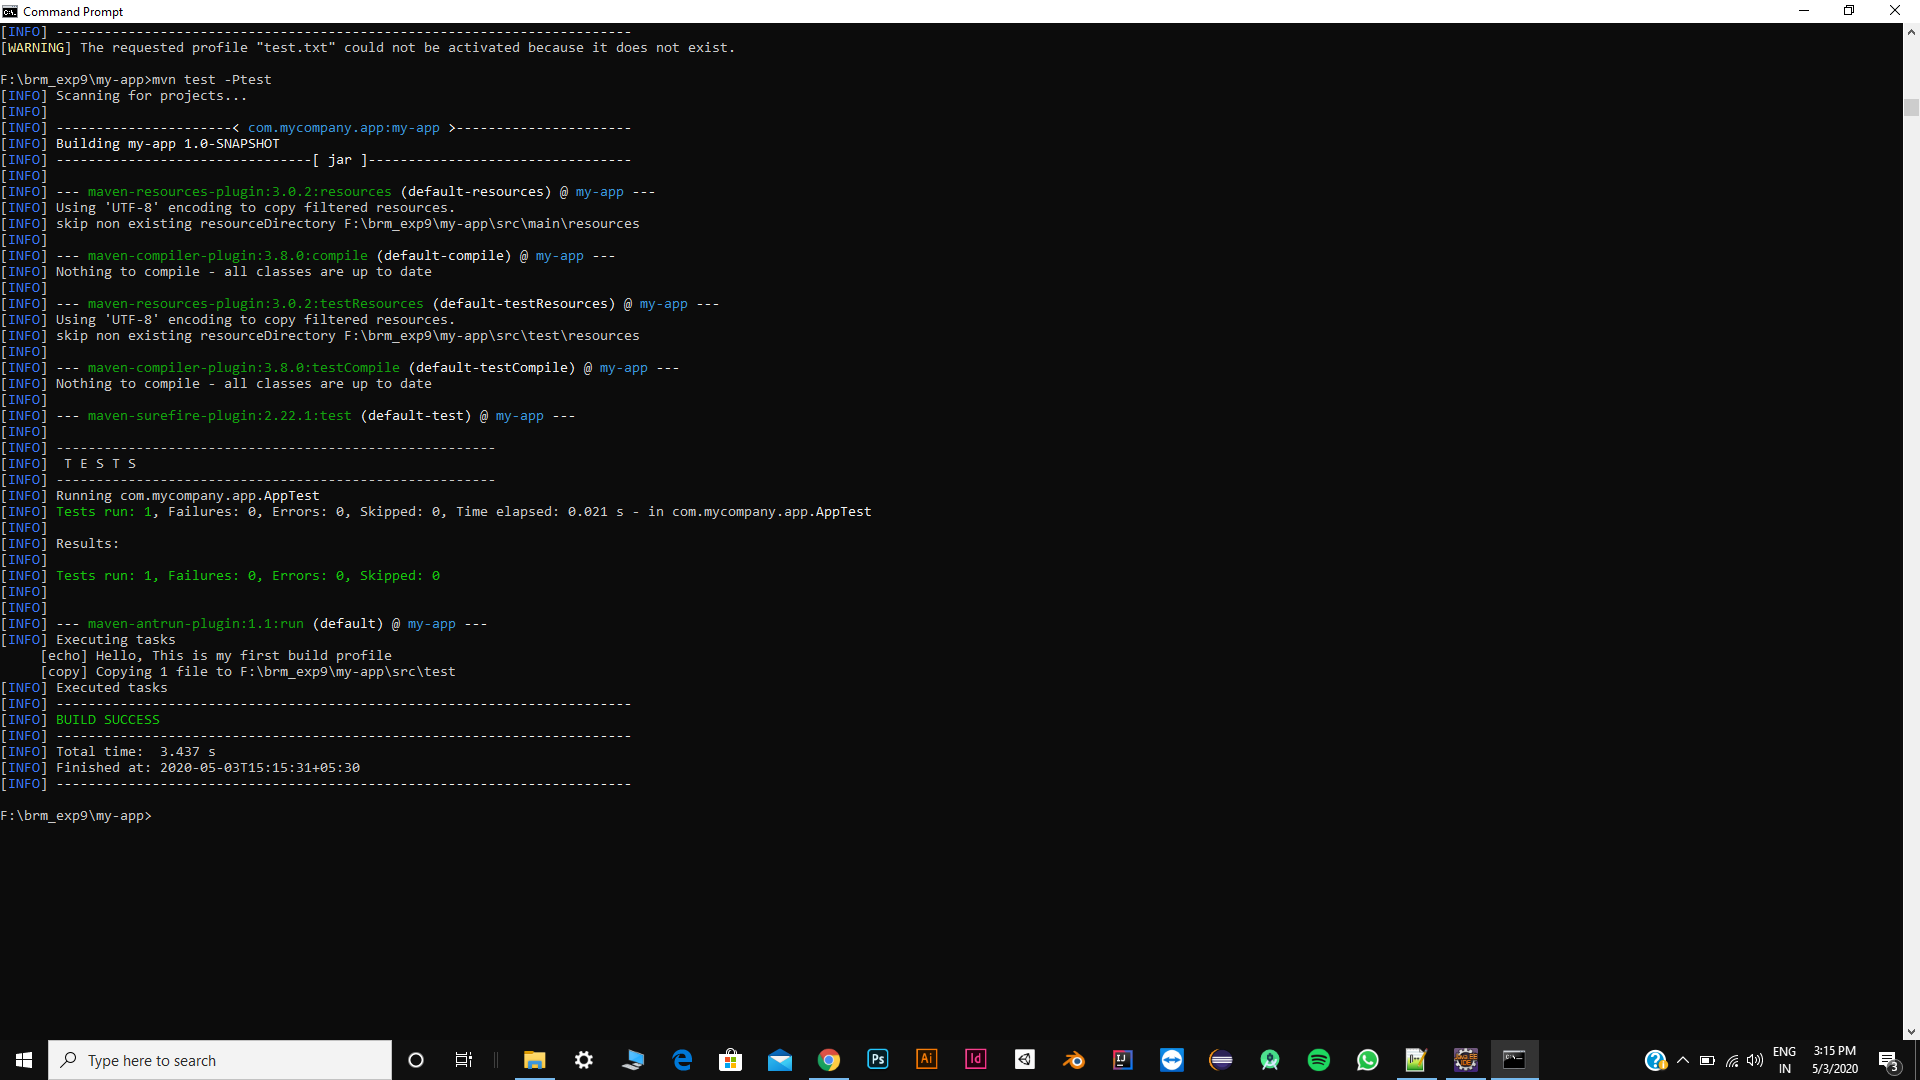 Command Prompt
[INFO] ------------------------------------------------------------------------
[WARNING] The requested profile "test.txt" could not be activated because it does not exist.
F:\brm_exp9\my-app>mvn test -Ptest
[INFO] Scanning for projects...
[INFO]
[INFO] ----------------------< com.mycompany.app:my-app >----------------------
[INFO] Building my-app 1.0-SNAPSHOT
[INFO] --------------------------------[ jar ]---------------------------------
[INFO]
[INFO] --- maven-resources-plugin:3.0.2:resources (default-resources) @ my-app ---
[INFO] Using 'UTF-8' encoding to copy filtered resources.
[INFO] skip non existing resourceDirectory F:\brm_exp9\my-app\src\main\resources
[INFO]
[INFO] --- maven-compiler-plugin:3.8.0:compile (default-compile) @ my-app ---
[INFO] Nothing to compile - all classes are up to date
[INFO]
[INFO] --- maven-resources-plugin:3.0.2:testResources (default-testResources) @ my-app ---
[INFO] Using 'UTF-8' encoding to copy filtered resources.
[INFO] skip non existing resourceDirectory F:\brm_exp9\my-app\src\test\resources
[INFO]
[INFO] --- maven-compiler-plugin:3.8.0:testCompile (default-testCompile) @ my-app ---
[INFO] Nothing to compile - all classes are up to date
[INFO]
[INFO] --- maven-surefire-plugin:2.22.1:test (default-test) @ my-app ---
[INFO]
[INFO] -------------------------------------------------------
[INFO]  T E S T S
[INFO] -------------------------------------------------------
[INFO] Running com.mycompany.app.AppTest
[INFO] Tests run: 1, Failures: 0, Errors: 0, Skipped: 0, Time elapsed: 0.021 s - in com.mycompany.app.AppTest
[INFO]
[INFO] Results:
[INFO]
[INFO] Tests run: 1, Failures: 0, Errors: 0, Skipped: 0
[INFO]
[INFO]
[INFO] --- maven-antrun-plugin:1.1:run (default) @ my-app ---
[INFO] Executing tasks
     [echo] Hello, This is my first build profile
     [copy] Copying 1 file to F:\brm_exp9\my-app\src\test
[INFO] Executed tasks
[INFO] ------------------------------------------------------------------------
[INFO] BUILD SUCCESS
[INFO] ------------------------------------------------------------------------
[INFO] Total time:  3.437 s
[INFO] Finished at: 2020-05-03T15:15:31+05:30
[INFO] ------------------------------------------------------------------------
F:\brm_exp9\my-app>
Type here to search
Ps
Ai
Id
IJ
ENG
IN
3:15 PM
5/3/2020
3